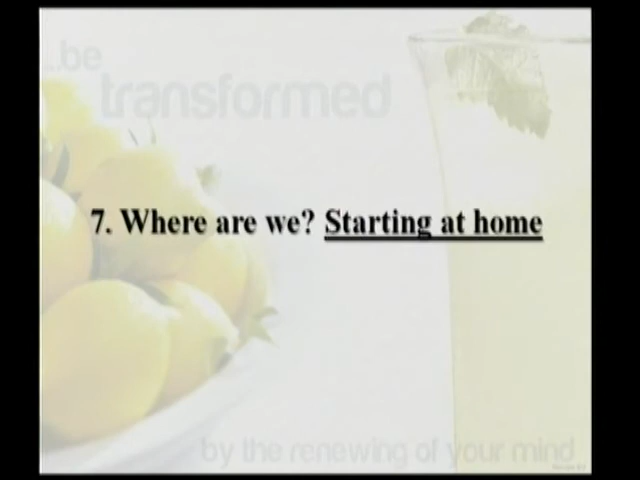 ...be
transformed
7. Where are we? Starting at home
by the renewing of your mind